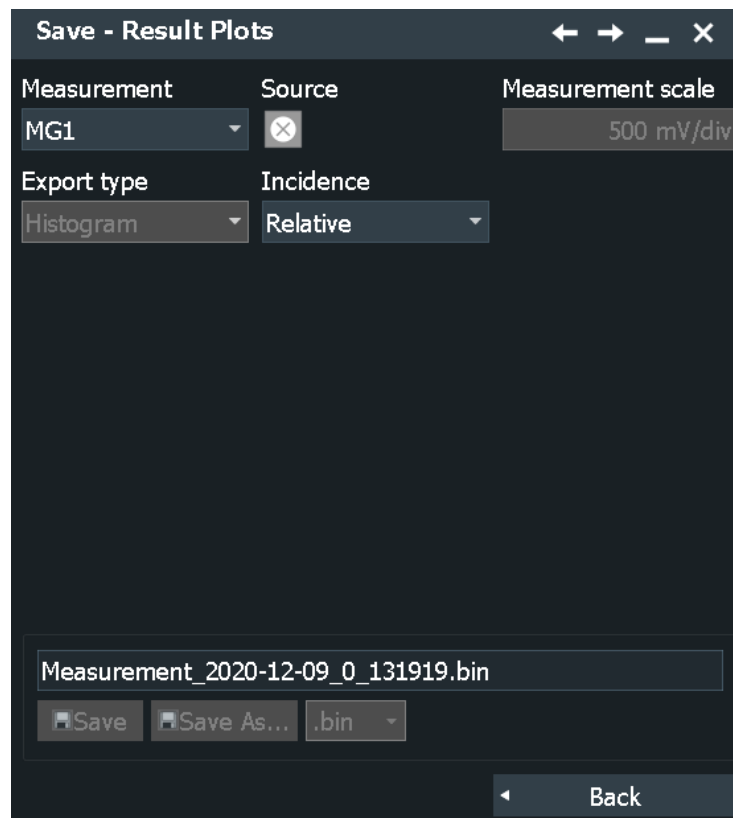 Save - Result Plots
Measurement Source Measurement scale
MG1 500 mV/div
Export type Incidence
Histogram Relative
Measurement_2020-12-09_0_131919.bin
Save Save As... .bin
Back